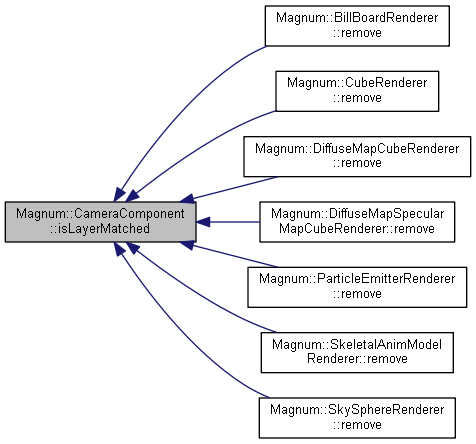 Magnum::BillBoardRenderer
::remove
Magnum::CubeRenderer
::remove
Magnum::DiffuseMapCubeRenderer
::remove
Magnum::CameraComponent
::isLayerMatched
Magnum::DiffuseMapSpecular
MapCubeRenderer::remove
Magnum::ParticleEmitterRenderer
::remove
Magnum::SkeletalAnimModel
Renderer::remove
Magnum::SkySphereRenderer
::remove